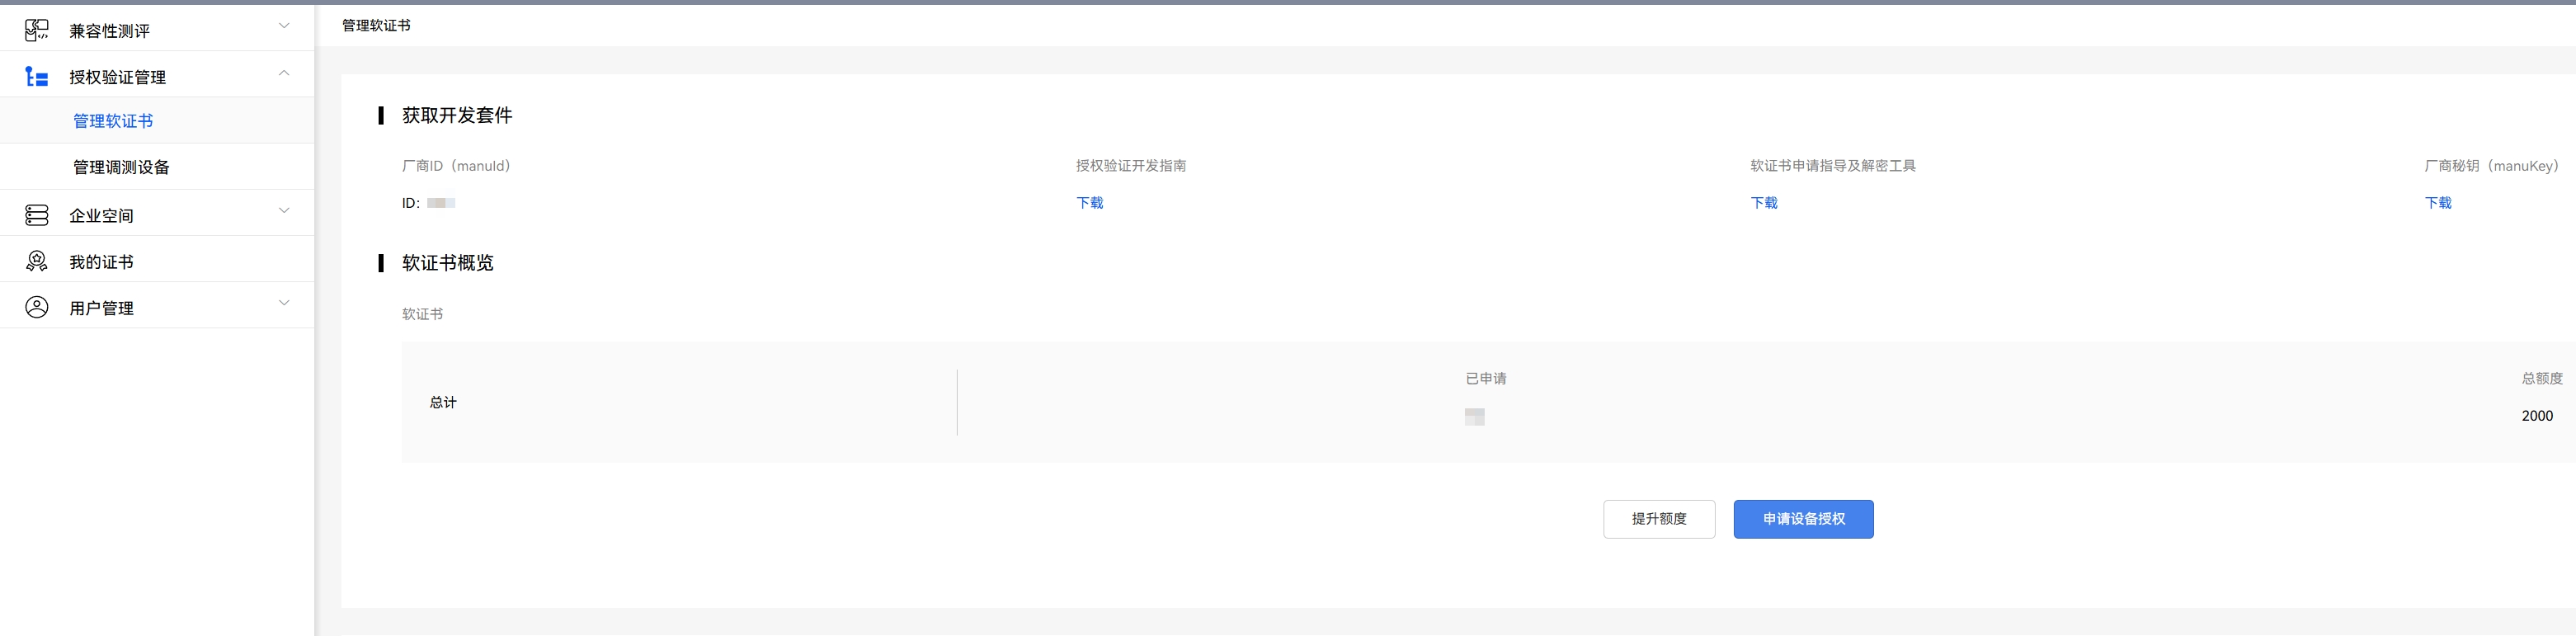 兼容性测评
授权验证管理
管理软证书
管理调测设备
企业空间
我的证书
用户管理
管理软证书
获取开发套件
厂商ID（manuId）
授权验证开发指南
软证书申请指导及解密工具
厂商秘钥（manuKey）
ID:
下载
下载
下载
软证书概览
软证书
总计
已申请
总额度
2000
提升额度
申请设备授权